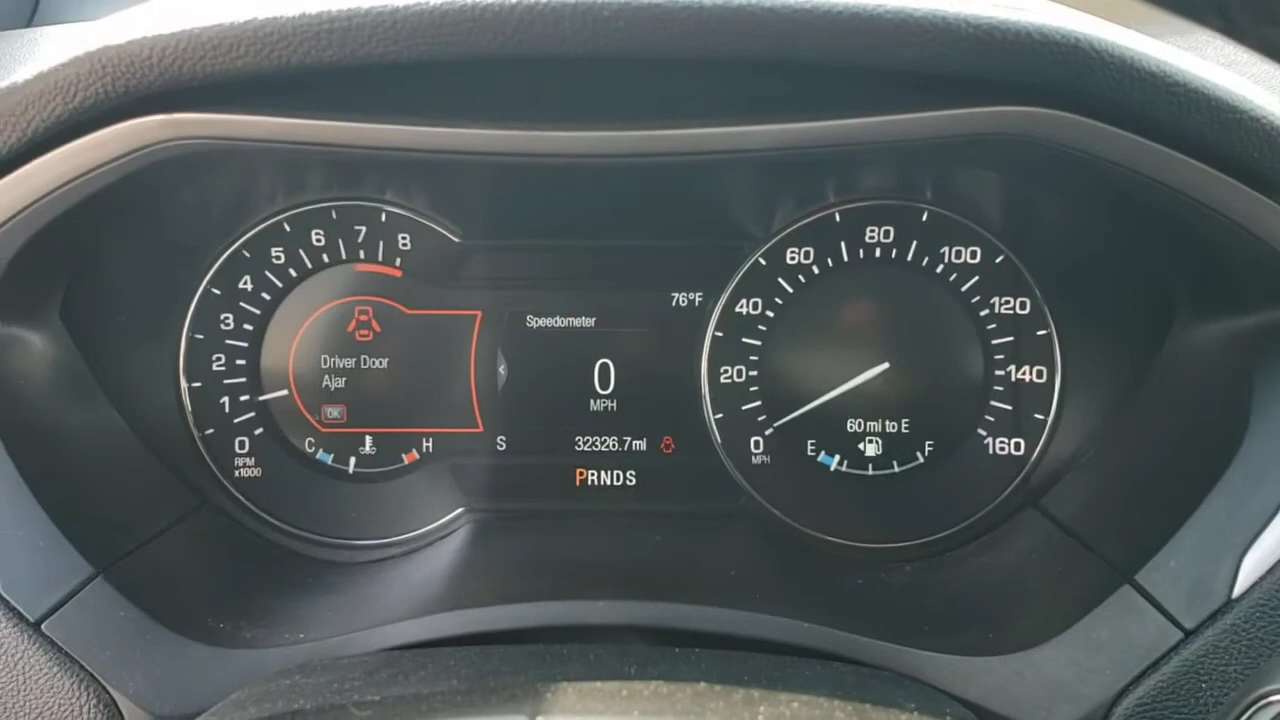 0
1
2
3
4
5
6
7
8
RPM
x1000
Driver Door
Ajar
OK
C
H
76°F
Speedometer
0
MPH
S
32326.7mi
PRNDS
0
20
40
60
80
100
120
140
160
MPH
60 mi to E
E
F